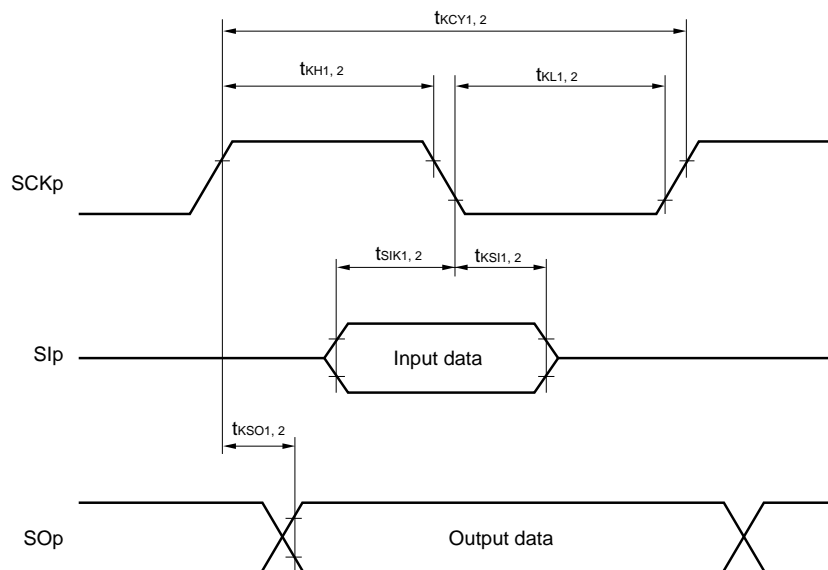 tKCY1, 2
tKH1, 2
tKL1, 2
SCKp
tSIK1, 2
tKSI1, 2
SIp
Input data
tKSO1, 2
SOp
Output data